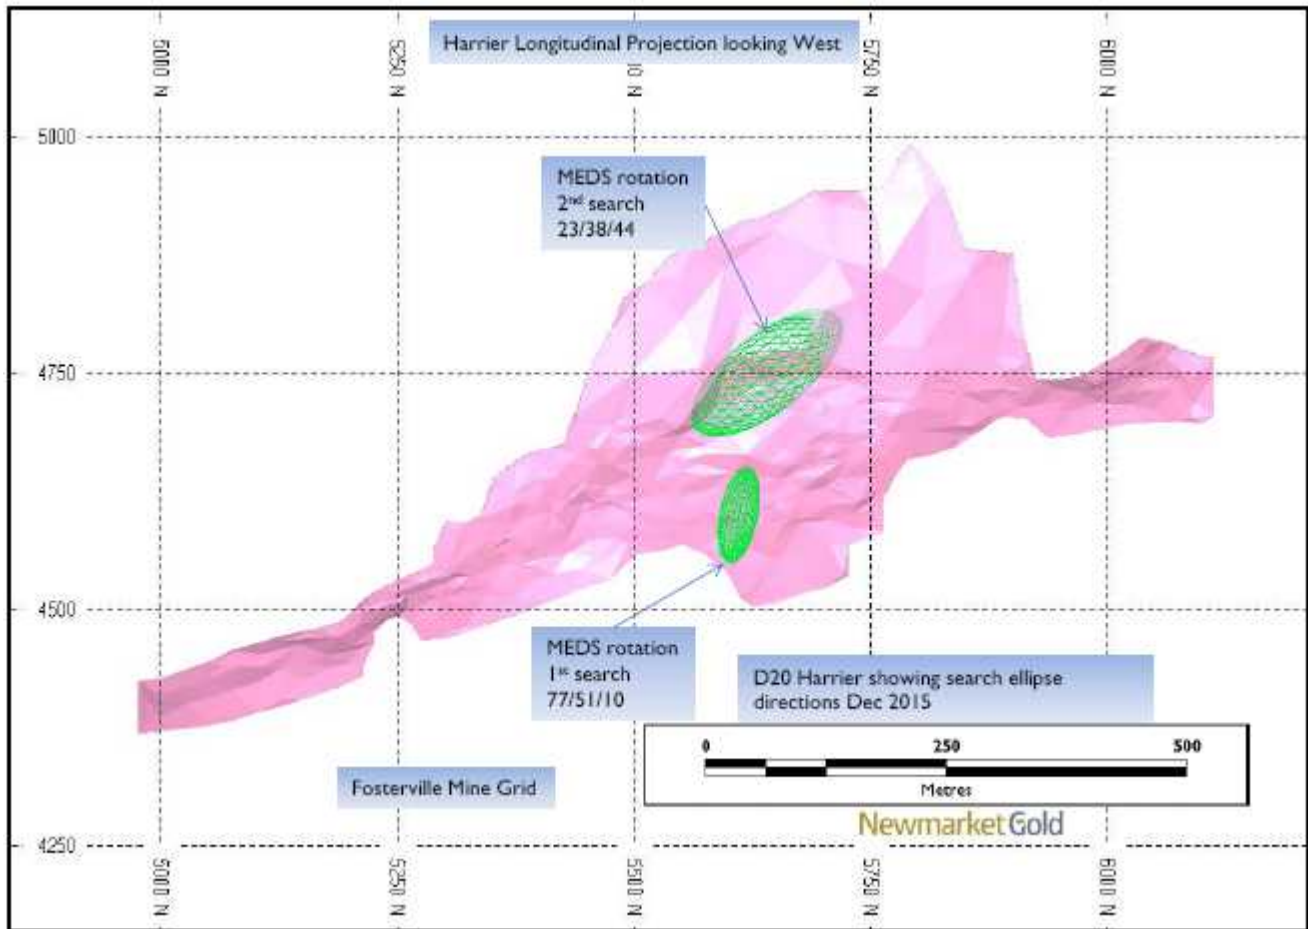 5000 N
5250 N
5750 N
6000 N
Harrier Longitudinal Projection looking West
5000
MEDS rotation
2nd search
23/38/44
4750
4500
MEDS rotation
1st search
77/51/10
D20 Harrier showing search ellipse
directions Dec 2015
0 250 500
Metres
Fosterville Mine Grid
Newmarket Gold
4250
5000 N
5250 N
5500 N
5750 N
6000 N